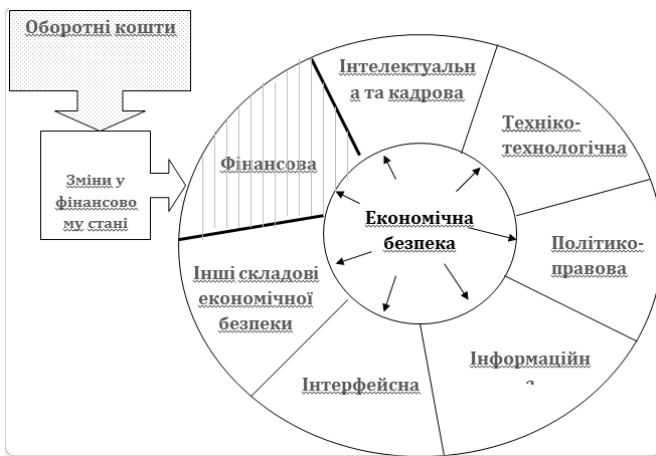 Оборотні кошти
Зміни у
фінансово
му стані
Фінансова
Інтелектуальн
а та кадрова
Техніко-
технологічна
Політико-
правова
Інформаційн
Інтерфейсна
Інші складові
економічної
безпеки
Економічна
безпека